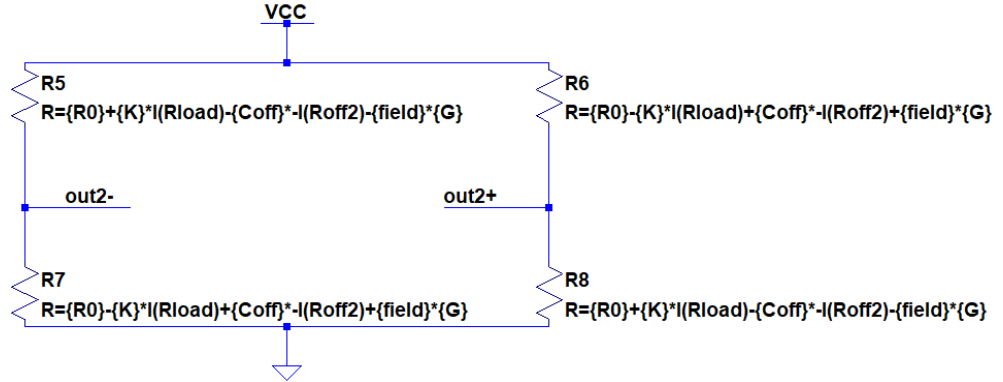 VCC
R5
R={R0}+{K}*I(Rload)-{Coff}*-I(Roff2)-{field}*{G}
R6
R={R0}-{K}*I(Rload)+{Coff}*-I(Roff2)+{field}*{G}
out2-
out2+
R7
R={R0}-{K}*I(Rload)+{Coff}*-I(Roff2)+{field}*{G}
R8
R={R0}+{K}*I(Rload)-{Coff}*-I(Roff2)-{field}*{G}